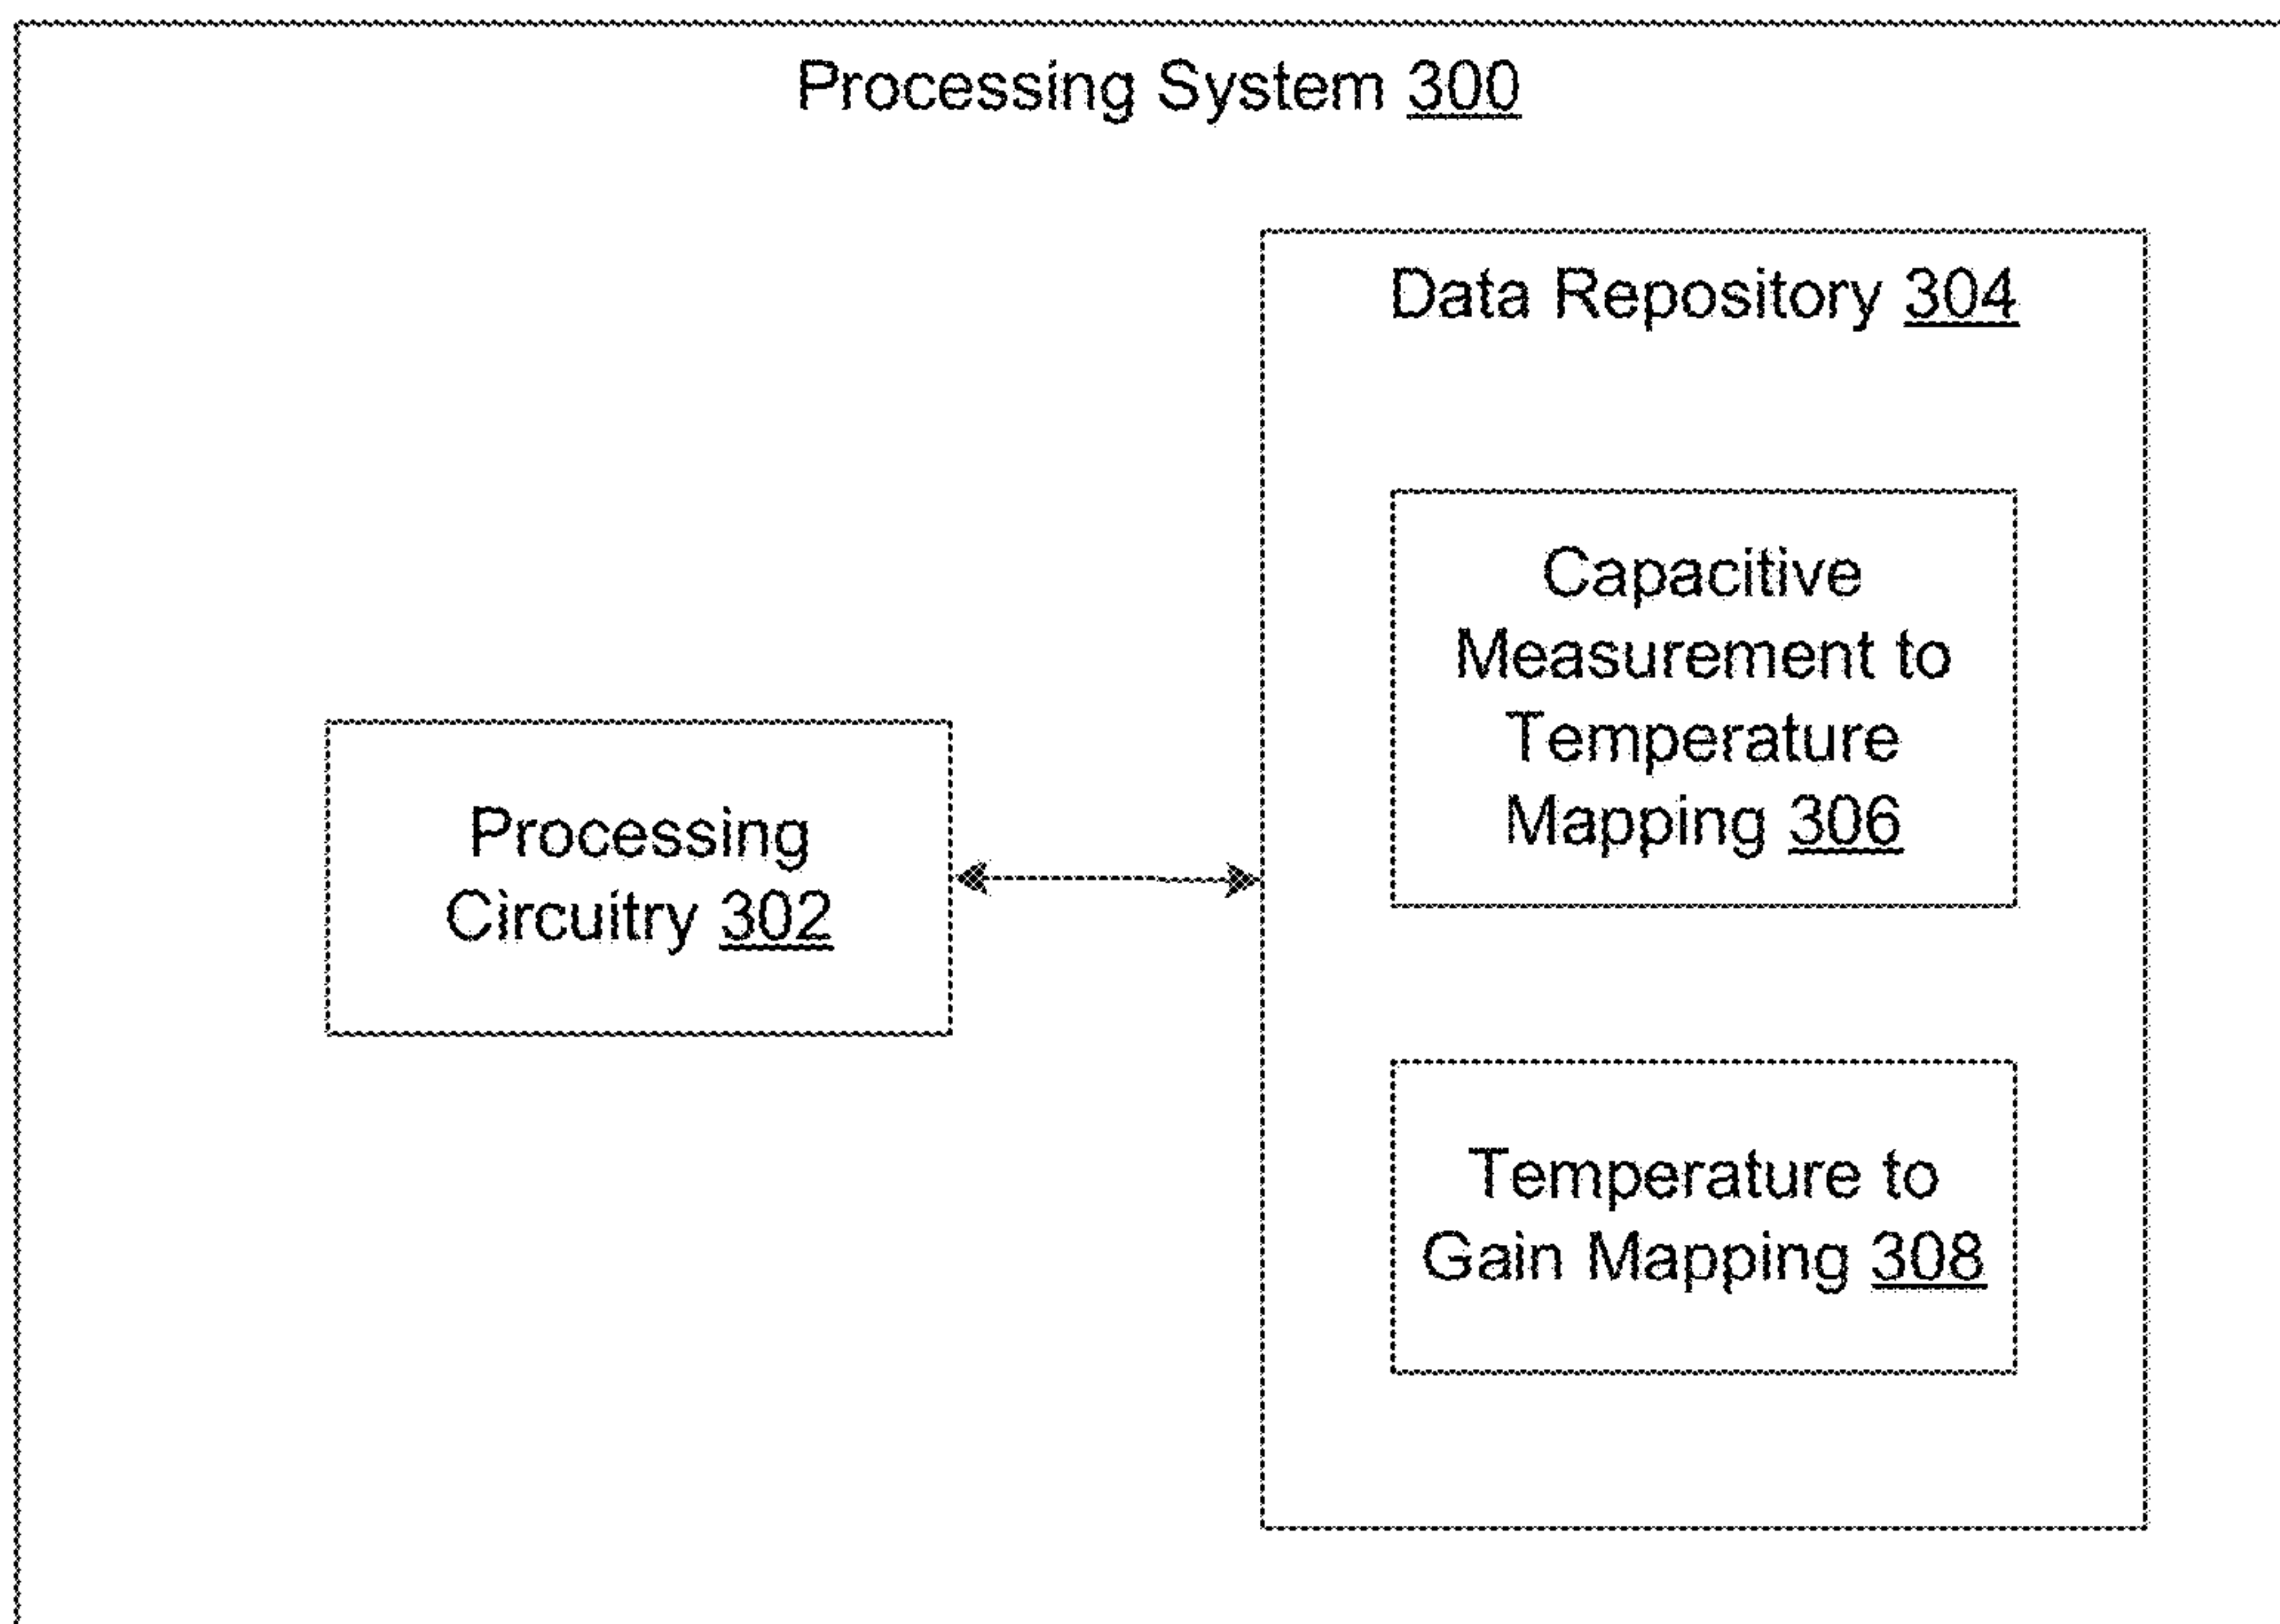 Processing System 300
Data Repository 304
Capacitive
Measurement to
Temperature
Mapping 306
Processing
Circuitry 302
Temperature to
Gain Mapping 308